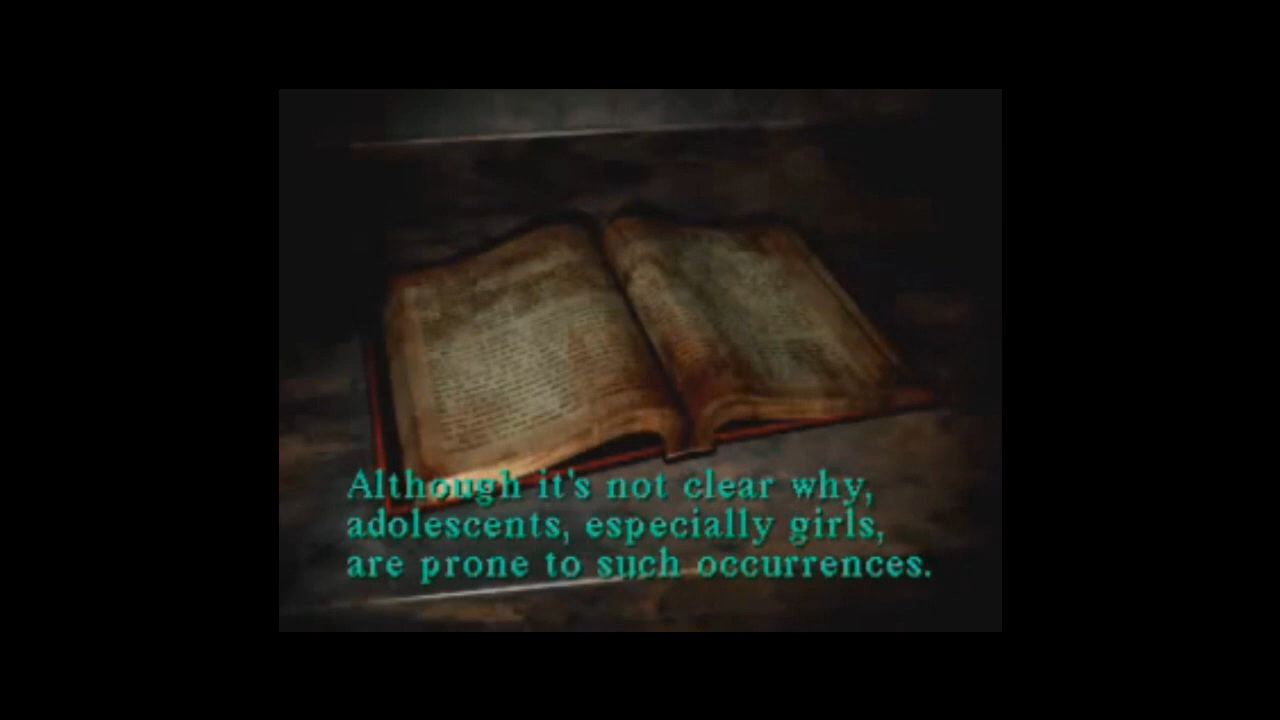 Although it's not clear why,
adolescents, especially girls,
are prone to such occurrences.